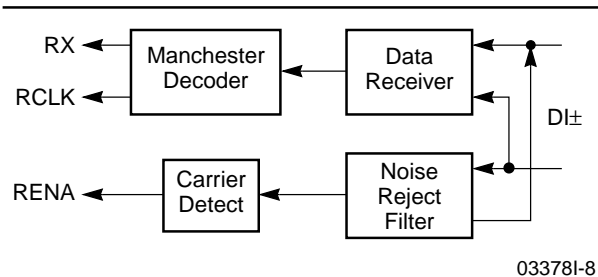 RX
RCLK
Manchester
Decoder
Data
Receiver
DI±
RENA
Carrier
Detect
Noise
Reject
Filter
03378I-8